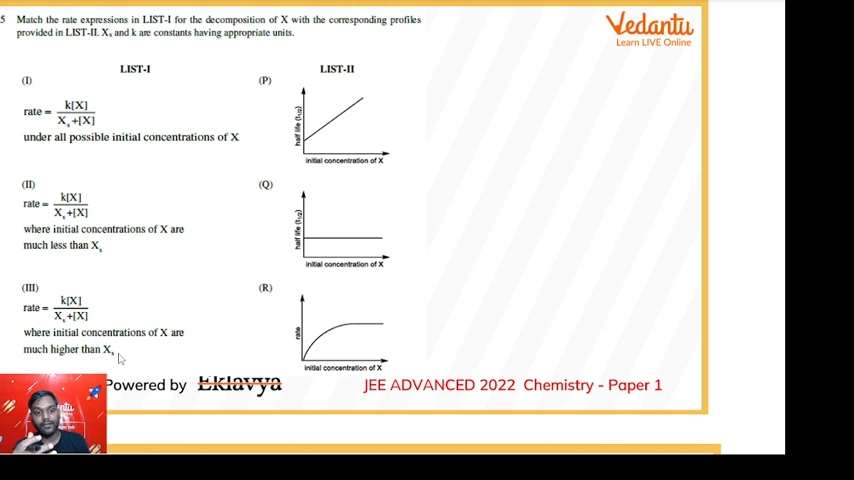 5 Match the rate expressions in LIST-I for the decomposition of X with the corresponding profiles
provided in LIST-II. Xs and k are constants having appropriate units.
Vedantu
Learn LIVE Online
LIST-I
LIST-II
(I)
rate = k[X]
Xs+[X]
under all possible initial concentrations of X
(P)
half life (t1/2)
initial concentration of X
(II)
rate = k[X]
Xs+[X]
where initial concentrations of X are
much less than Xs
(Q)
half life (t1/2)
initial concentration of X
(III)
rate = k[X]
Xs+[X]
where initial concentrations of X are
much higher than Xs
(R)
rate
initial concentration of X
Powered by Eklavya
JEE ADVANCED 2022 Chemistry - Paper 1